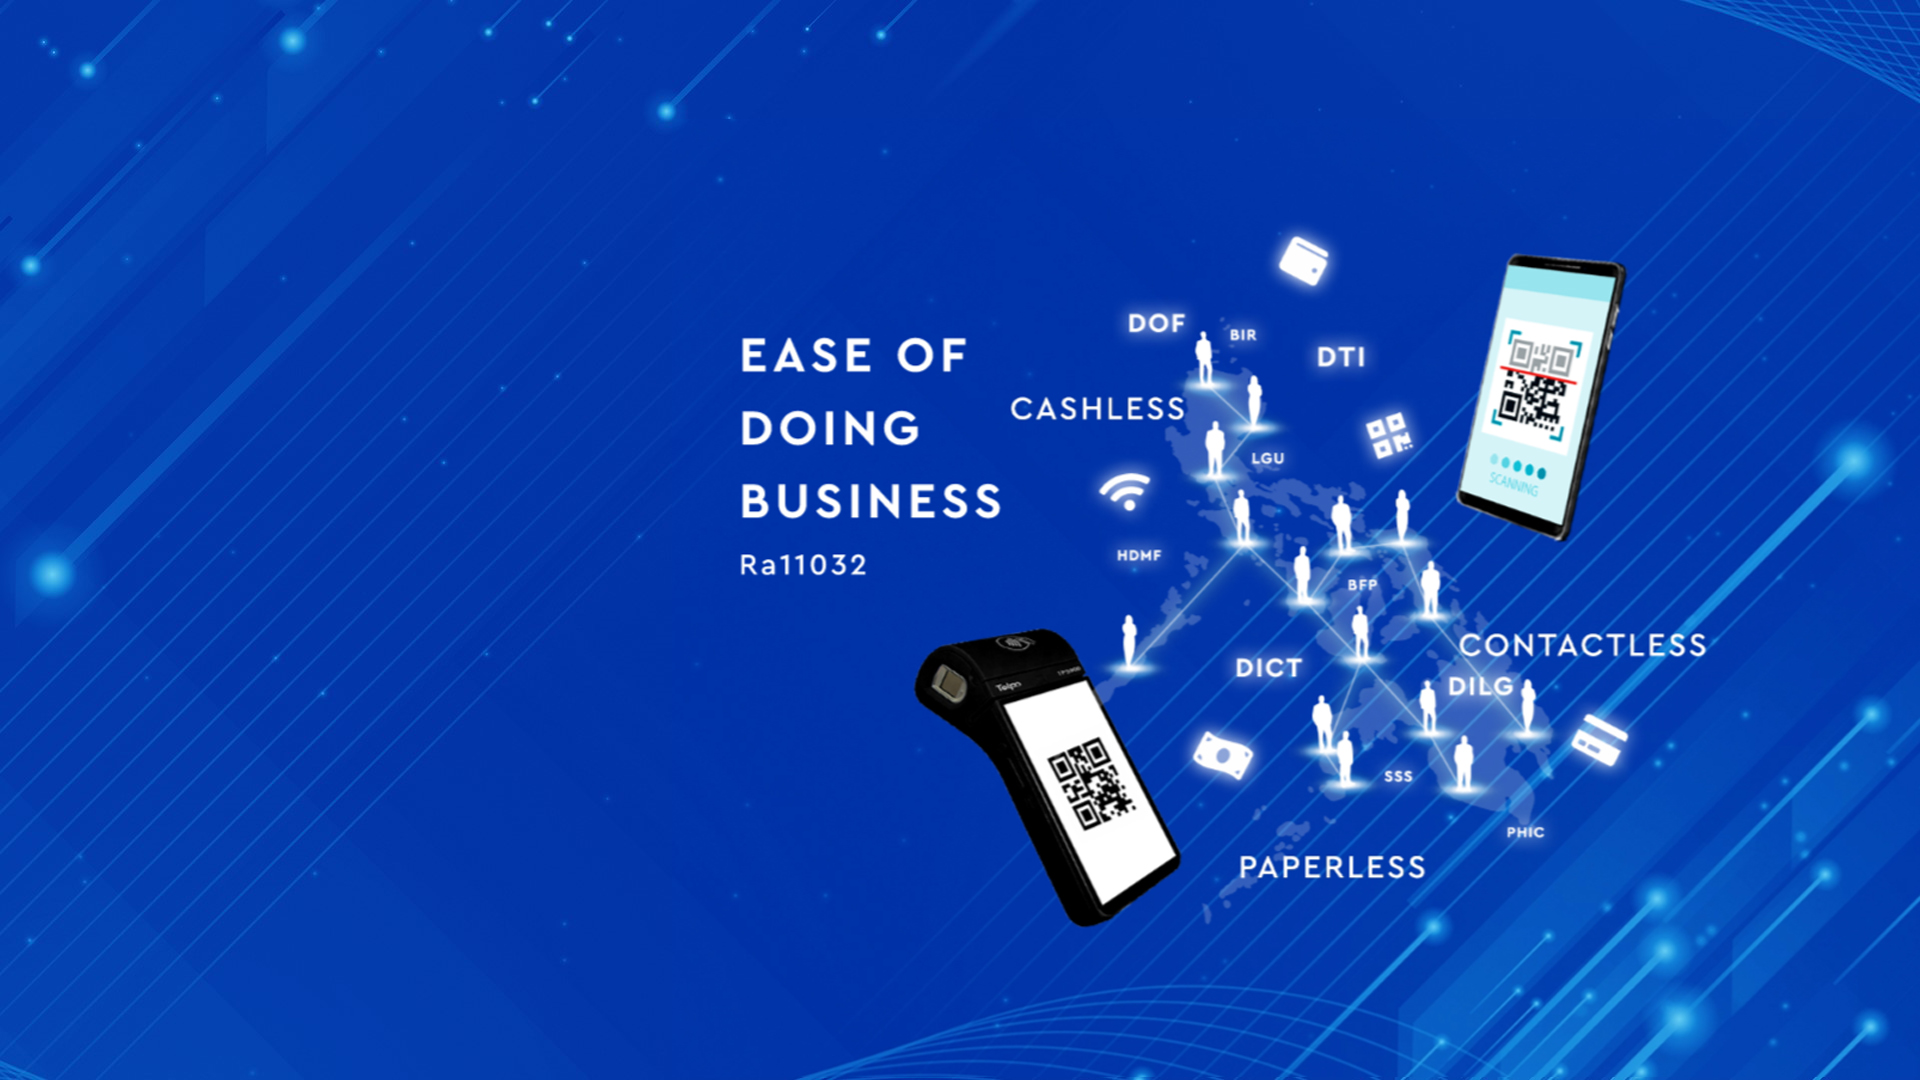 EASE OF
DOING
BUSINESS
Ra11032
DOF
BIR
DTI
CASHLESS
LGU
HDMF
BFP
CONTACTLESS
DICT
DILG
SSS
PHIC
PAPERLESS
SCANNING
Telpo